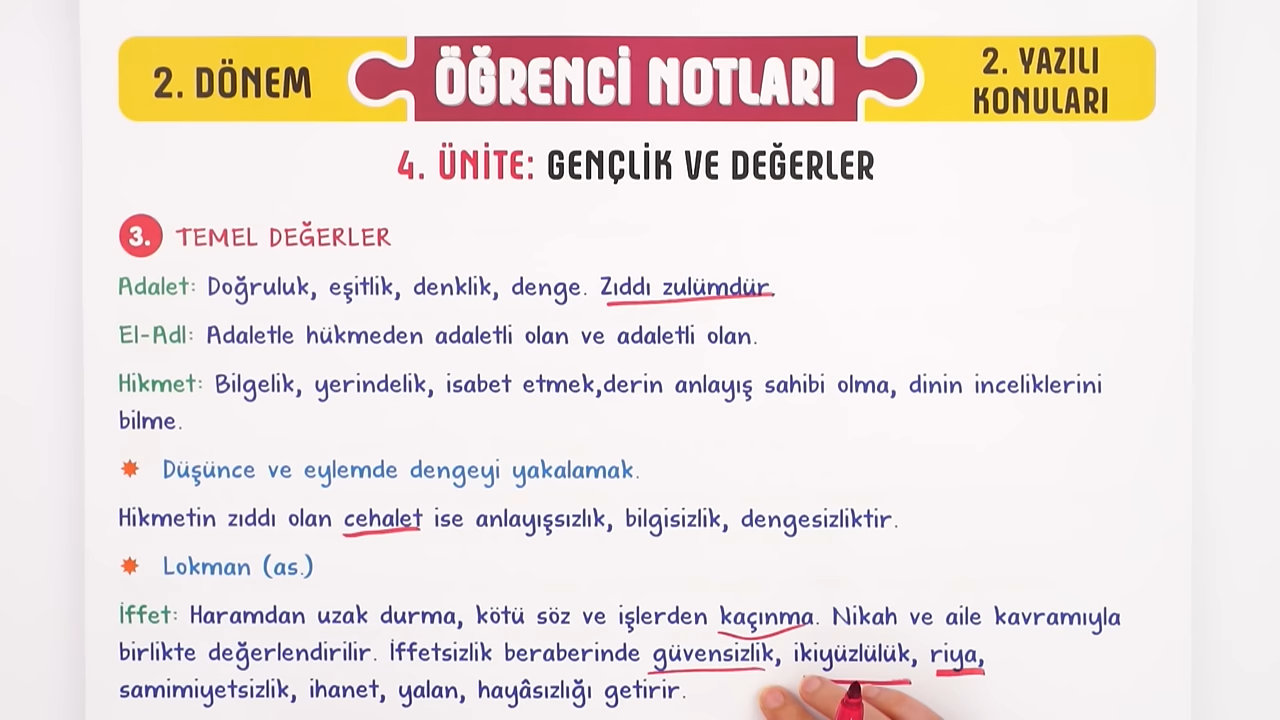 2. DÖNEM
ÖĞRENCİ NOTLARI
2. YAZILI
KONULARI
4. ÜNİTE: GENÇLİK VE DEĞERLER
3. TEMEL DEĞERLER
Adalet: Doğruluk, eşitlik, denklik, denge. Zıddı zulümdür.
El-Adl: Adaletle hükmeden adaletli olan ve adaletli olan.
Hikmet: Bilgelik, yerindelik, isabet etmek,derin anlayış sahibi olma, dinin inceliklerini
bilme.
Düşünce ve eylemde dengeyi yakalamak.
Hikmetin zıddı olan cehalet ise anlayışsızlık, bilgisizlik, dengesizliktir.
Lokman (as.)
İffet: Haramdan uzak durma, kötü söz ve işlerden kaçınma. Nikah ve aile kavramıyla
birlikte değerlendirilir. İffetsizlik beraberinde güvensizlik, ikiyüzlülük, riya,
samimiyetsizlik, ihanet, yalan, hayâsızlığı getirir.